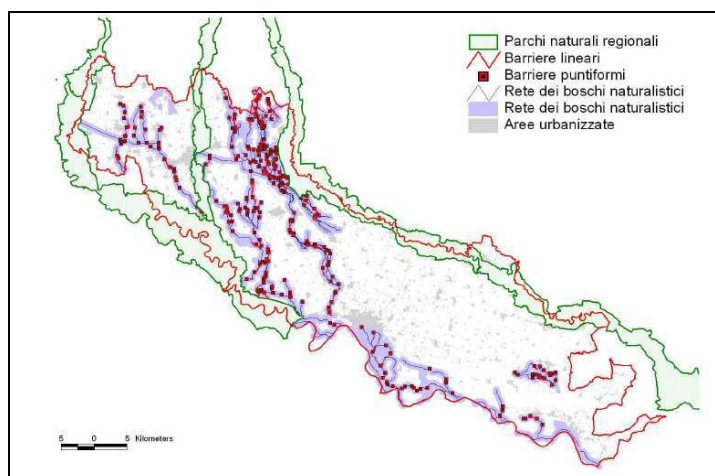 Parchi naturali regionali
Barriere lineari
Barriere puntiformi
Rete dei boschi naturalistici
Rete dei boschi naturalistici
Aree urbanizzate
5 0 5 Kilometers